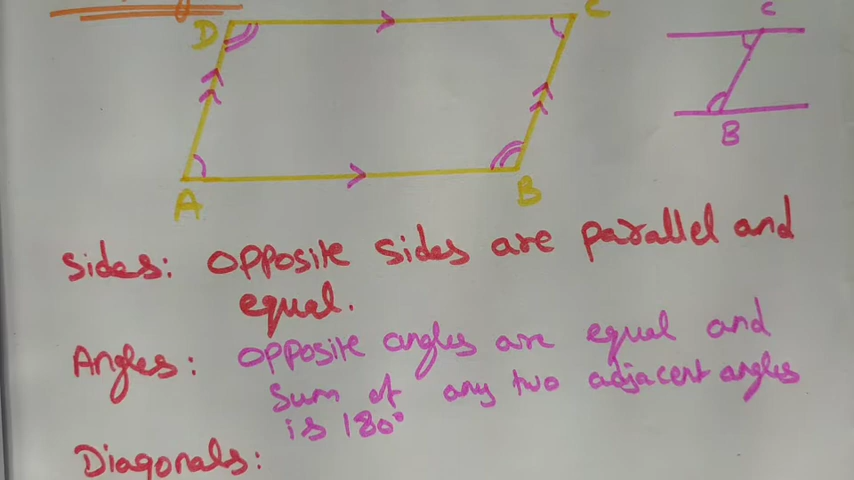 D
C
C
B
A
B
Sides: Opposite sides are parallel and
equal.
Angles: Opposite angles are equal and
Sum of any two adjacent angles
is 180°
Diagonals: